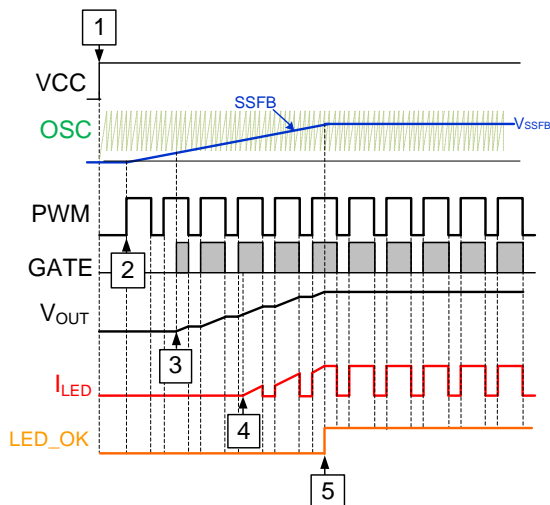 1
VCC
SSFB
OSC
VSSFB
PWM
2
GATE
VOUT
3
ILED
4
LED_OK
5